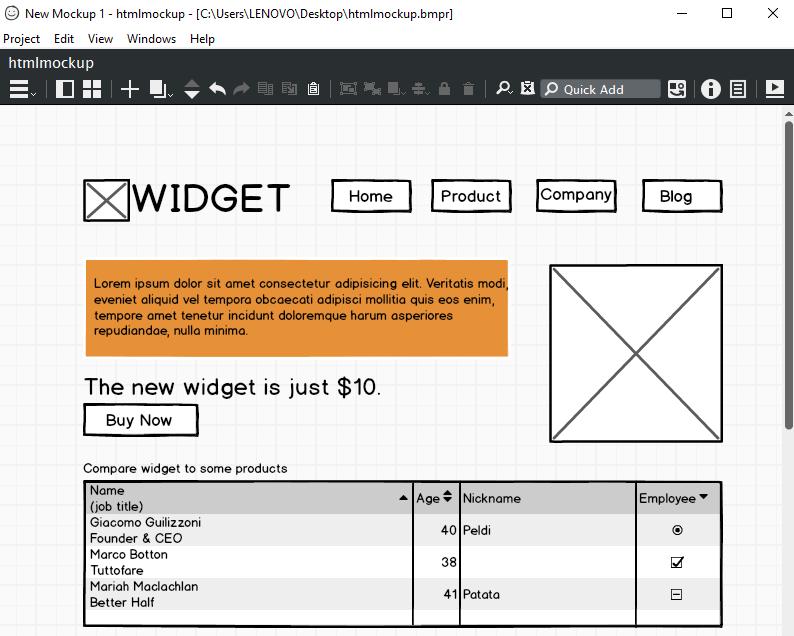 New Mockup 1 - htmlmockup - [C:\Users\LENOVO\Desktop\htmlmockup.bmpr]
Project Edit View Windows Help
htmlmockup
Quick Add
WIDGET
Home Product Company Blog
Lorem ipsum dolor sit amet consectetur adipisicing elit. Veritatis modi,
eveniet aliquid vel tempora obcaecati adipisci mollitia quis eos enim,
tempore amet tenetur incidunt doloremque harum asperiores
repudiandae, nulla minima.
The new widget is just $10.
Buy Now
Compare widget to some products
Name
(job title)
Age Nickname Employee
Giacomo Guilizzoni
Founder & CEO
40 Peldi
Marco Botton
Tuttofare
38
Mariah Maclachlan
Better Half
41 Patata